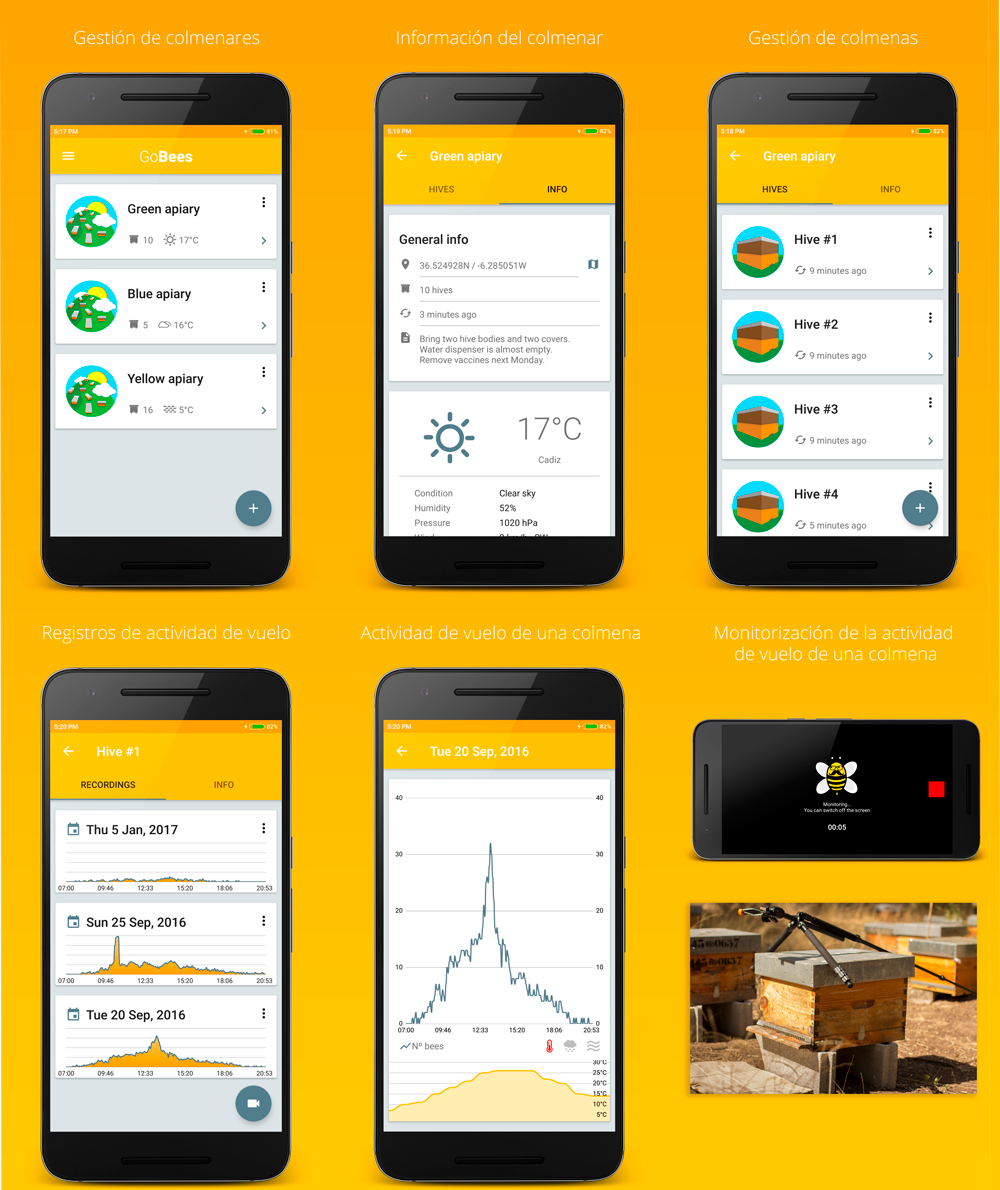 Gestión de colmenares
5:17 PM
81%
GoBees
Green apiary
10
17°C
Blue apiary
5
16°C
Yellow apiary
16
5°C
Información del colmenar
5:19 PM
82%
Green apiary
HIVES
INFO
General info
36.524928N / -6.285051W
10 hives
3 minutes ago
Bring two hive bodies and two covers.
Water dispenser is almost empty.
Remove vaccines next Monday.
17°C
Cadiz
Condition Clear sky
Humidity 52%
Pressure 1020 hPa
Gestión de colmenas
5:18 PM
82%
Green apiary
HIVES
INFO
Hive #1
9 minutes ago
Hive #2
9 minutes ago
Hive #3
9 minutes ago
Hive #4
5 minutes ago
Registros de actividad de vuelo
5:20 PM
82%
Hive #1
RECORDINGS
INFO
Thu 5 Jan, 2017
07:00 09:46 12:33 15:20 18:06 20:53
Sun 25 Sep, 2016
07:00 09:46 12:33 15:20 18:06 20:53
Tue 20 Sep, 2016
07:00 09:46 12:33 15:20 18:06 20:53
Actividad de vuelo de una colmena
5:20 PM
82%
Tue 20 Sep, 2016
40 40
30 30
20 20
10 10
0 0
07:00 09:46 12:33 15:20 18:06 20:53
Nº bees
30°C
25°C
20°C
15°C
10°C
5°C
Monitorización de la actividad
de vuelo de una colmena
Monitoring...
You can switch off the screen.
00:05